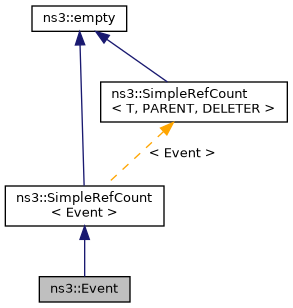 ns3::empty
ns3::SimpleRefCount
< T, PARENT, DELETER >
< Event >
ns3::SimpleRefCount
< Event >
ns3::Event